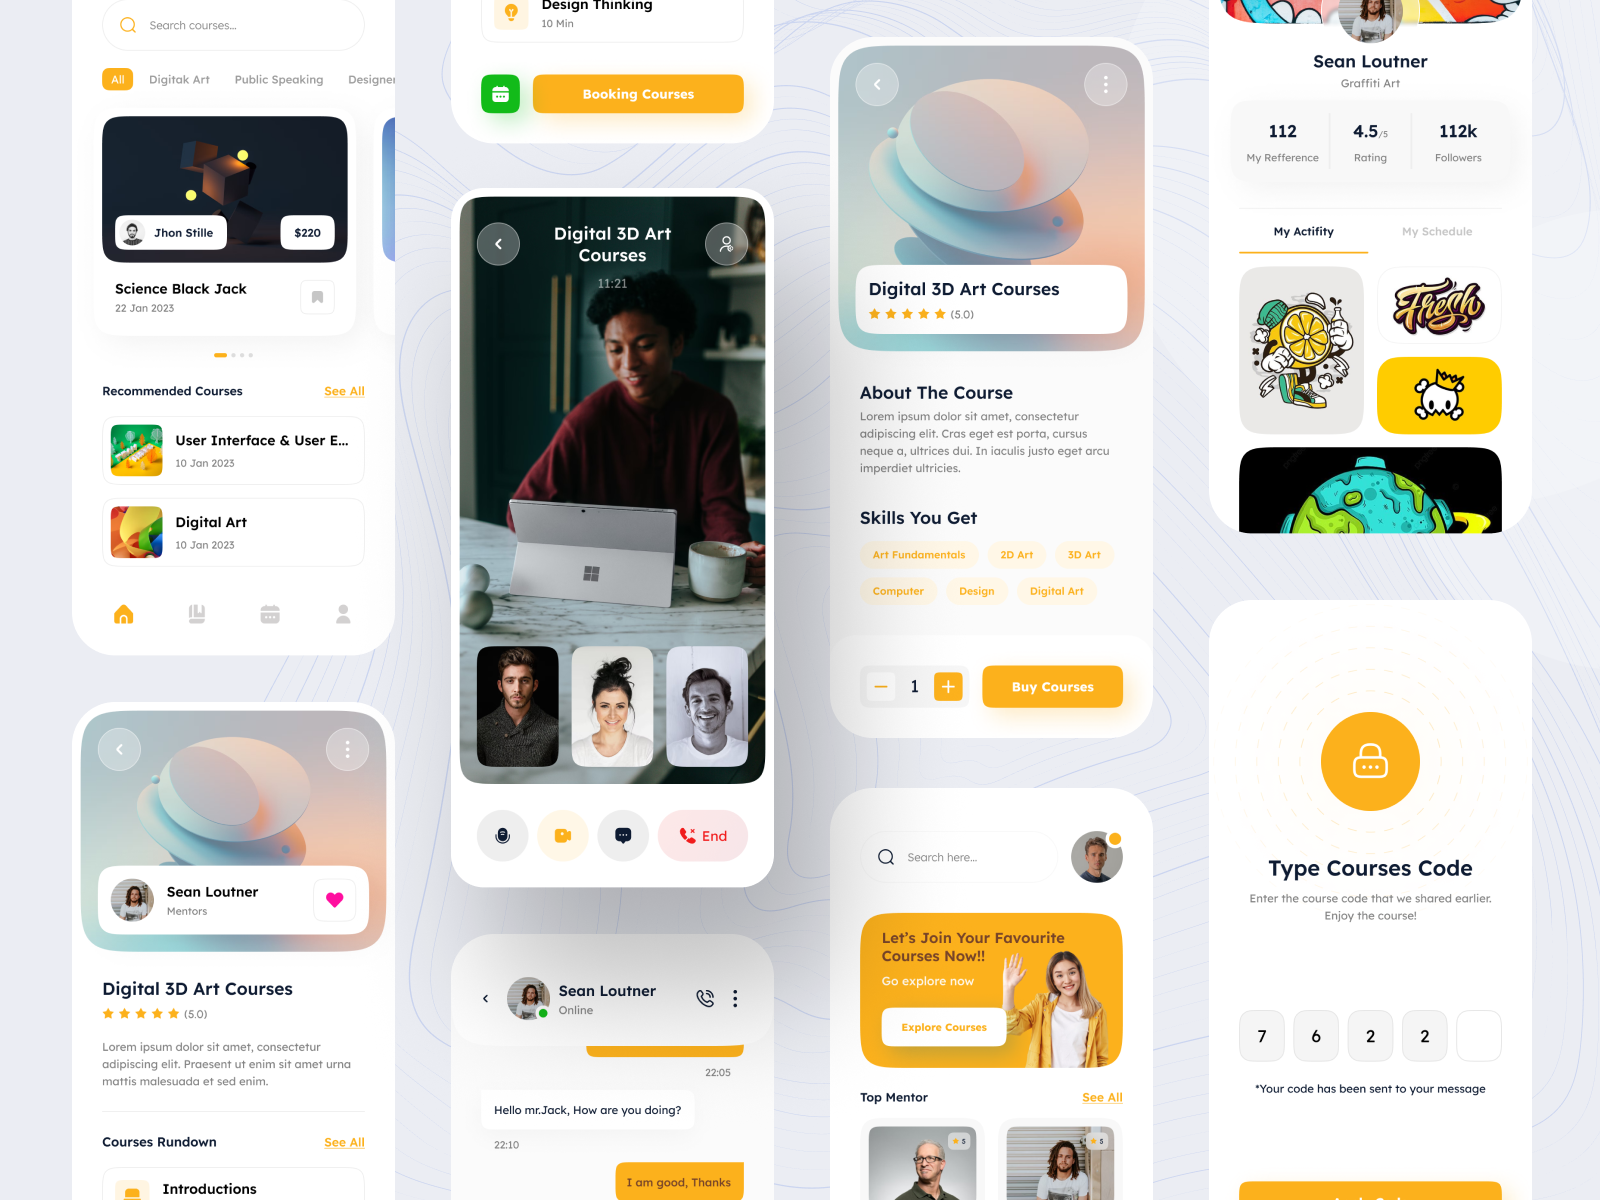 Search courses...
All
Digitak Art
Public Speaking
Designer
Jhon Stille
$220
Science Black Jack
22 Jan 2023
Recommended Courses
See All
User Interface & User E...
10 Jan 2023
Digital Art
10 Jan 2023
Sean Loutner
Mentors
Digital 3D Art Courses
(5.0)
Lorem ipsum dolor sit amet, consectetur
adipiscing elit. Praesent ut enim sit amet urna
mattis malesuada et sed enim.
Courses Rundown
See All
Introductions
Design Thinking
10 Min
Booking Courses
Digital 3D Art
Courses
11:21
End
Sean Loutner
Online
22:05
Hello mr.Jack, How are you doing?
22:10
I am good, Thanks
Digital 3D Art Courses
(5.0)
About The Course
Lorem ipsum dolor sit amet, consectetur
adipiscing elit. Cras eget est porta, cursus
neque a, ultrices dui. In iaculis justo eget arcu
imperdiet ultricies.
Skills You Get
Art Fundamentals
2D Art
3D Art
Computer
Design
Digital Art
1
Buy Courses
Search here...
Let's Join Your Favourite
Courses Now!!
Go explore now
Explore Courses
Top Mentor
See All
5
5
Sean Loutner
Graffiti Art
112
4.5/5
112k
My Refference
Rating
Followers
My Actifity
My Schedule
Fresh
Type Courses Code
Enter the course code that we shared earlier.
Enjoy the course!
7 6 2 2
*Your code has been sent to your message